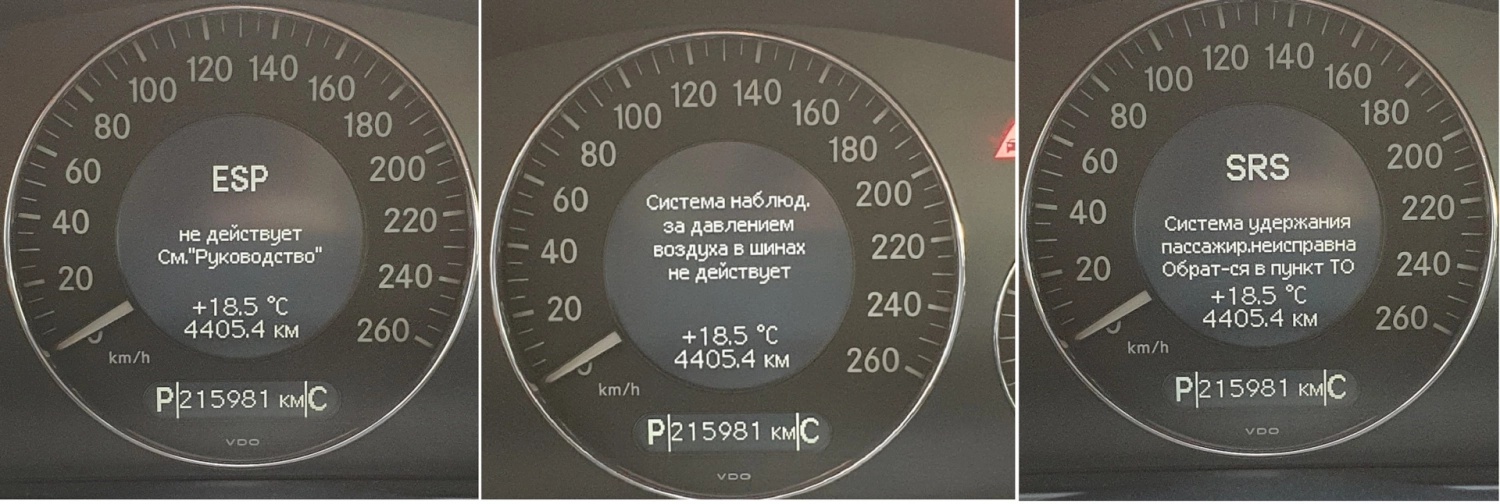 20
40
60
80
100
120
140
160
180
200
220
240
260
km/h
ESP
не действует
См."Руководство"
+18.5 °C
4405.4 км
P 215981 км C
VDO
20
40
60
80
100
120
140
160
180
200
220
240
260
km/h
Система наблюд.
за давлением
воздуха в шинах
не действует
+18.5 °C
4405.4 км
P 215981 км C
VDO
20
40
60
80
100
120
140
160
180
200
220
240
260
km/h
SRS
Система удержания
пассажир.неисправна
Обрат-ся в пункт ТО
+18.5 °C
4405.4 км
P 215981 км C
VDO